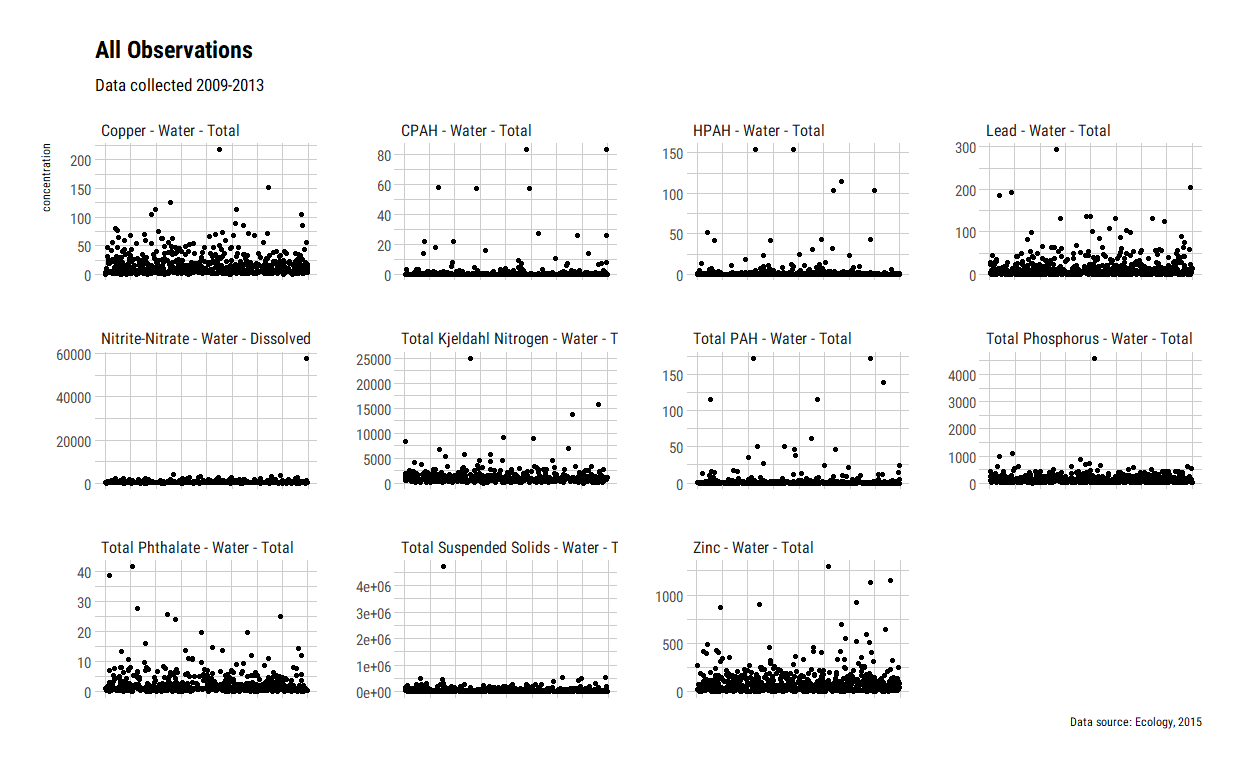 All Observations
Data collected 2009-2013
concentration
Copper - Water - Total
200
150
100
50
0
CPAH - Water - Total
80
60
40
20
0
HPAH - Water - Total
150
100
50
0
Lead - Water - Total
300
200
100
0
Nitrite-Nitrate - Water - Dissolved
60000
40000
20000
0
Total Kjeldahl Nitrogen - Water - T
25000
20000
15000
10000
5000
0
Total PAH - Water - Total
150
100
50
0
Total Phosphorus - Water - Total
4000
3000
2000
1000
0
Total Phthalate - Water - Total
40
30
20
10
0
Total Suspended Solids - Water - T
4e+06
3e+06
2e+06
1e+06
0e+00
Zinc - Water - Total
1000
500
0
Data source: Ecology, 2015